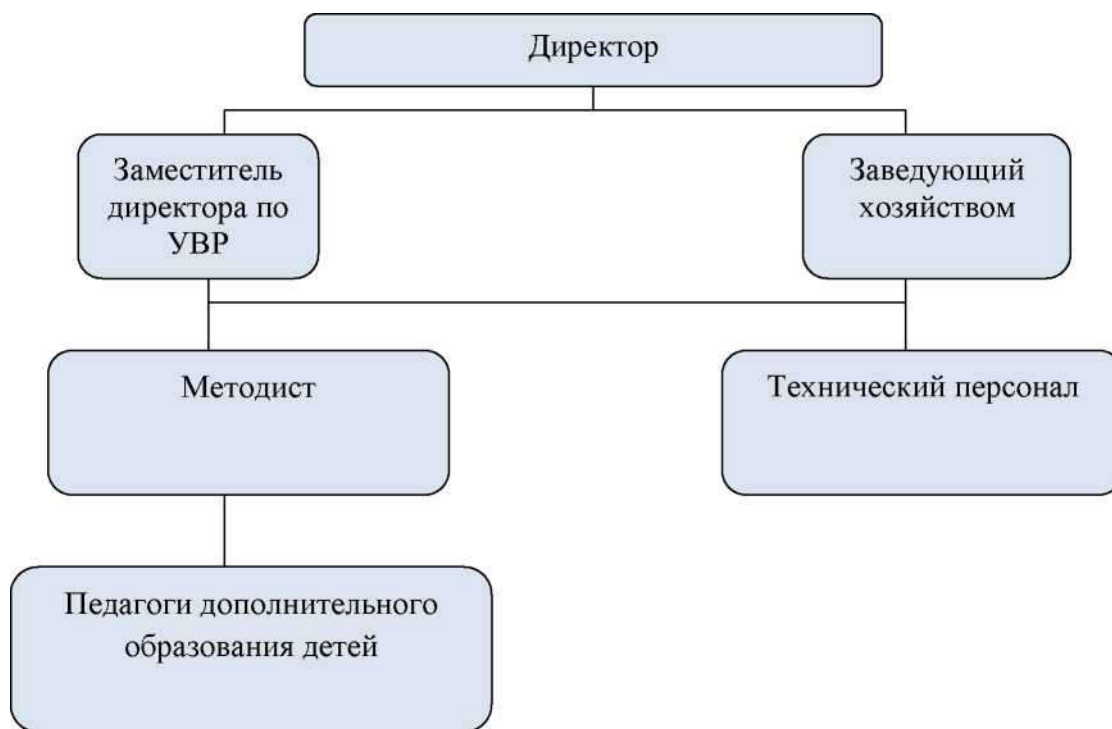 Директор
Заместитель
директора по
УВР
Заведующий
хозяйством
Методист
Технический персонал
Педагоги дополнительного
образования детей